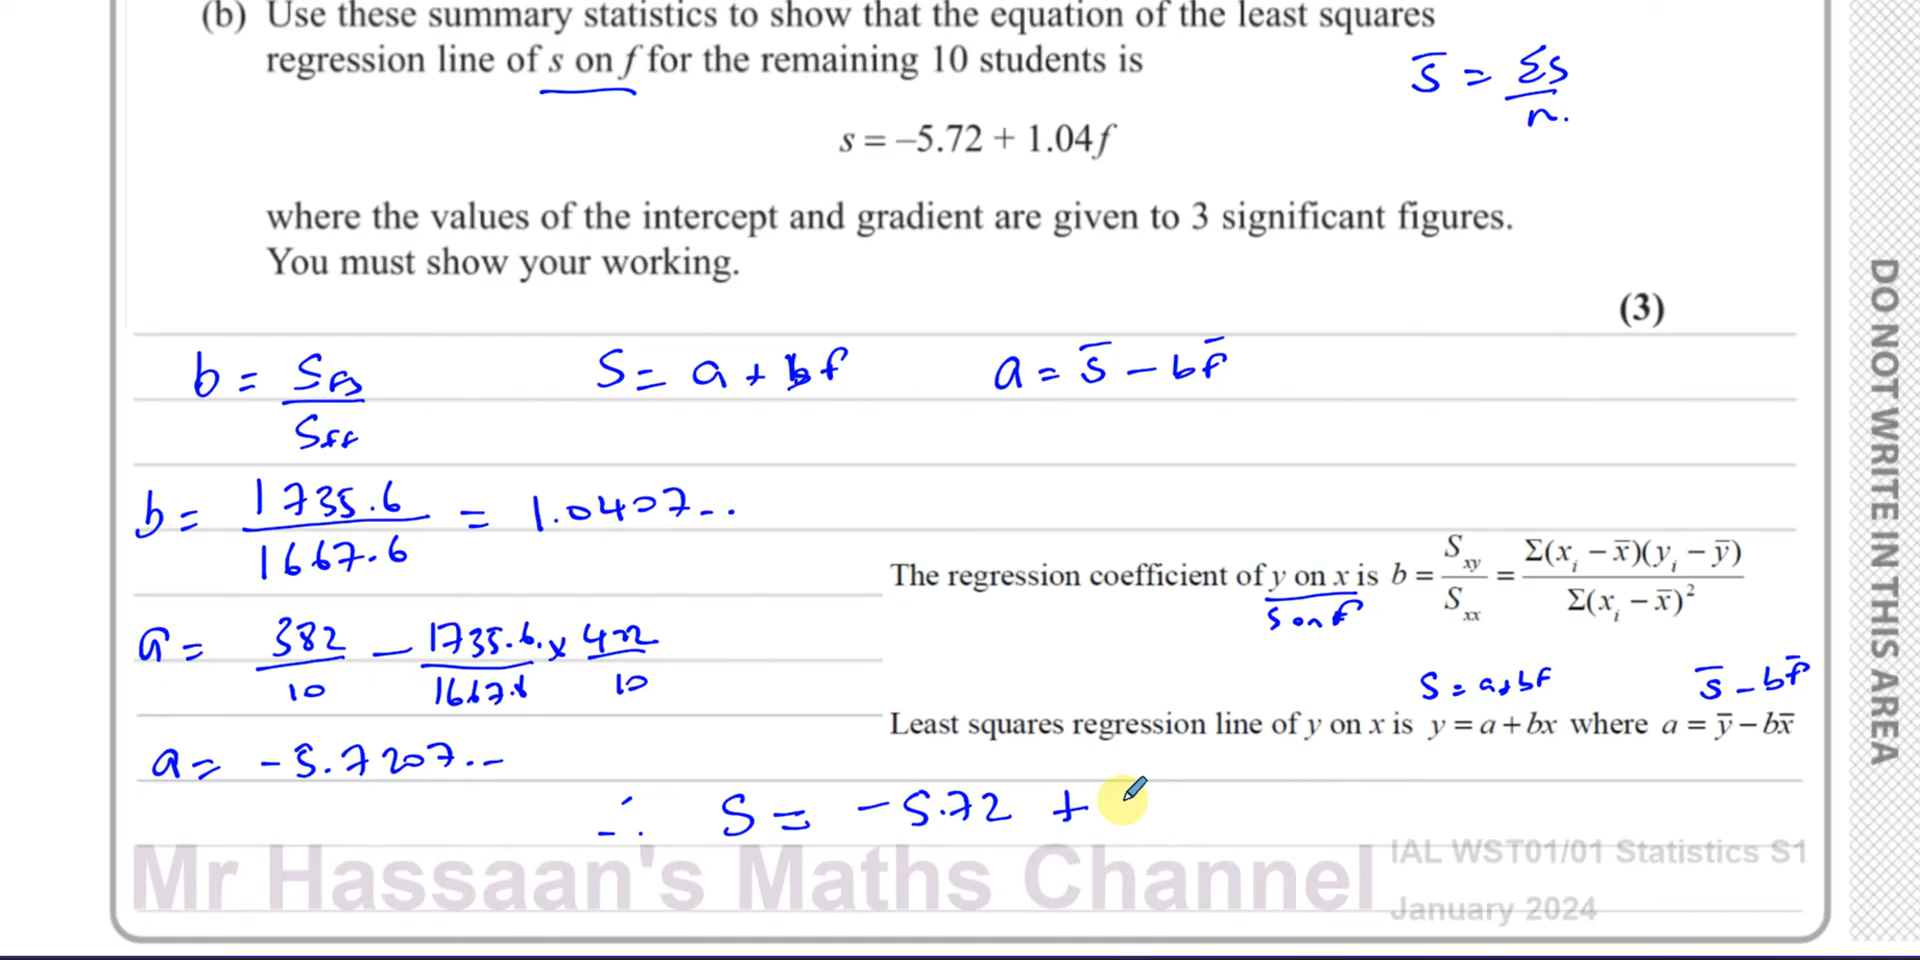 (b) Use these summary statistics to show that the equation of the least squares
regression line of s on f for the remaining 10 students is
s̄ = Σs/n.
s = –5.72 + 1.04f
where the values of the intercept and gradient are given to 3 significant figures.
You must show your working.
(3)
b = Sfs/Sff S = a + bf a = s̄ – bf̄
b = 1735.6/1667.6 = 1.0407..
The regression coefficient of y on x is b = Sxy/Sxx = Σ(xi – x̄)(yi – ȳ)/Σ(xi – x̄)²
s on f
a = 382/10 – 1735.6/1667.6 × 422/10
S = a+bf s̄ – bf̄
Least squares regression line of y on x is y = a + bx where a = ȳ – bx̄
a = -5.7207..
∴ S = -5.72 +
Mr Hassaan's Maths Channel
IAL WST01/01 Statistics S1
January 2024
DO NOT WRITE IN THIS AREA